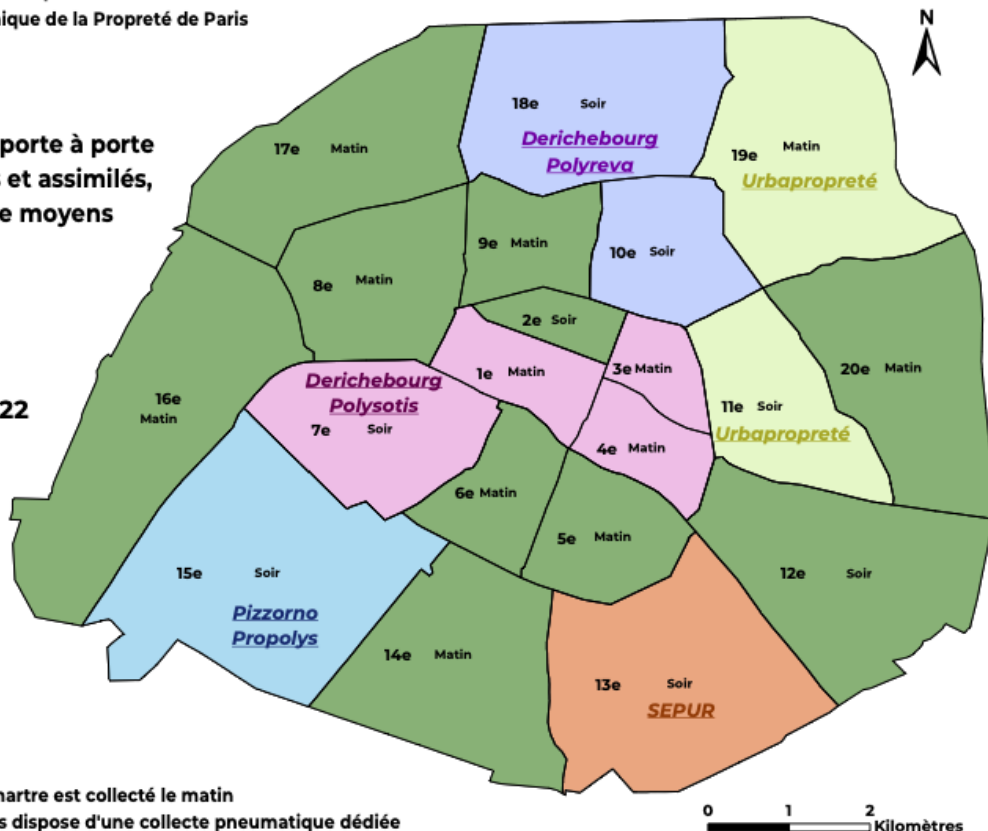 nique de la Propreté de Paris
N
porte à porte
s et assimilés,
e moyens
22
18e Soir
Derichebourg
Polyreva
17e Matin
19e Matin
Urbapropreté
9e Matin
10e Soir
8e Matin
2e Soir
1e Matin
3e Matin
20e Matin
Derichebourg
Polysotis
7e Soir
16e
Matin
11e Soir
Urbapropreté
4e Matin
6e Matin
5e Matin
15e Soir
12e Soir
Pizzorno
Propolys
14e Matin
13e Soir
SEPUR
martre est collecté le matin
s dispose d'une collecte pneumatique dédiée
0 1 2
Kilomètres